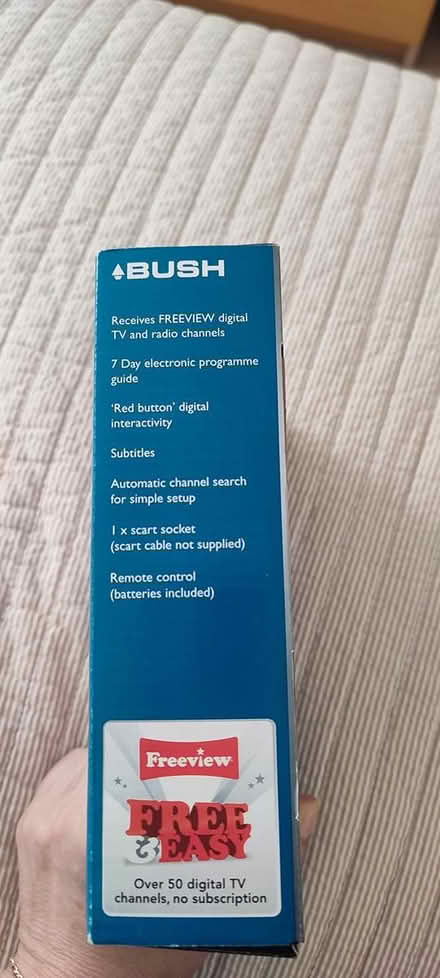 BUSH
Receives FREEVIEW digital
TV and radio channels
7 Day electronic programme
guide
'Red button' digital
interactivity
Subtitles
Automatic channel search
for simple setup
1 x scart socket
(scart cable not supplied)
Remote control
(batteries included)
Freeview
FREE
& EASY
Over 50 digital TV
channels, no subscription